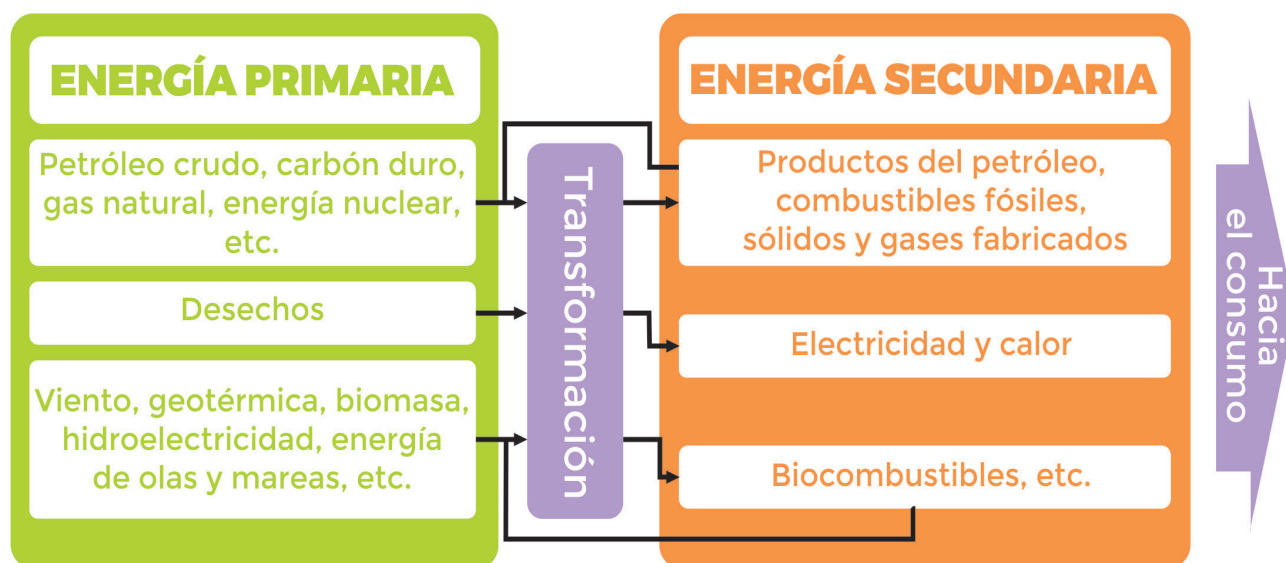 ENERGÍA PRIMARIA
Petróleo crudo, carbón duro,
gas natural, energía nuclear,
etc.
Desechos
Viento, geotérmica, biomasa,
hidroelectricidad, energía
de olas y mareas, etc.
Transformación
ENERGÍA SECUNDARIA
Productos del petróleo,
combustibles fósiles,
sólidos y gases fabricados
Electricidad y calor
Biocombustibles, etc.
Hacia
el consumo